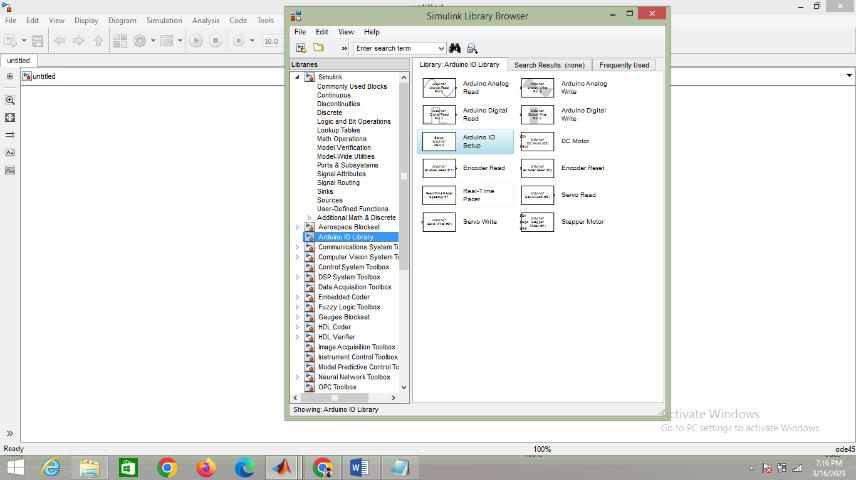 File Edit View Display Diagram Simulation Analysis Code Tools
10.0
untitled
untitled
Simulink Library Browser
File Edit View Help
» Enter search term
Libraries
Simulink
Commonly Used Blocks
Continuous
Discontinuities
Discrete
Logic and Bit Operations
Lookup Tables
Math Operations
Model Verification
Model-Wide Utilities
Ports & Subsystems
Signal Attributes
Signal Routing
Sinks
Sources
User-Defined Functions
Additional Math & Discrete
Aerospace Blockset
Arduino IO Library
Communications System T
Computer Vision System T
Control System Toolbox
DSP System Toolbox
Data Acquisition Toolbox
Embedded Coder
Fuzzy Logic Toolbox
Gauges Blockset
HDL Coder
HDL Verifier
Image Acquisition Toolbox
Instrument Control Toolbox
Model Predictive Control To
Neural Network Toolbox
OPC Toolbox
Library: Arduino IO Library Search Results: (none) Frequently Used
Arduino Analog
Read
Arduino Analog
Write
Arduino Digital
Read
Arduino Digital
Write
Arduino IO
Setup
DC Motor
Encoder Read
Encoder Reset
Real-Time
Pacer
Servo Read
Servo Write
Stepper Motor
Showing: Arduino IO Library
Activate Windows
Go to PC settings to activate Windows.
»
Ready 100% ode45
7:16 PM
3/16/2023